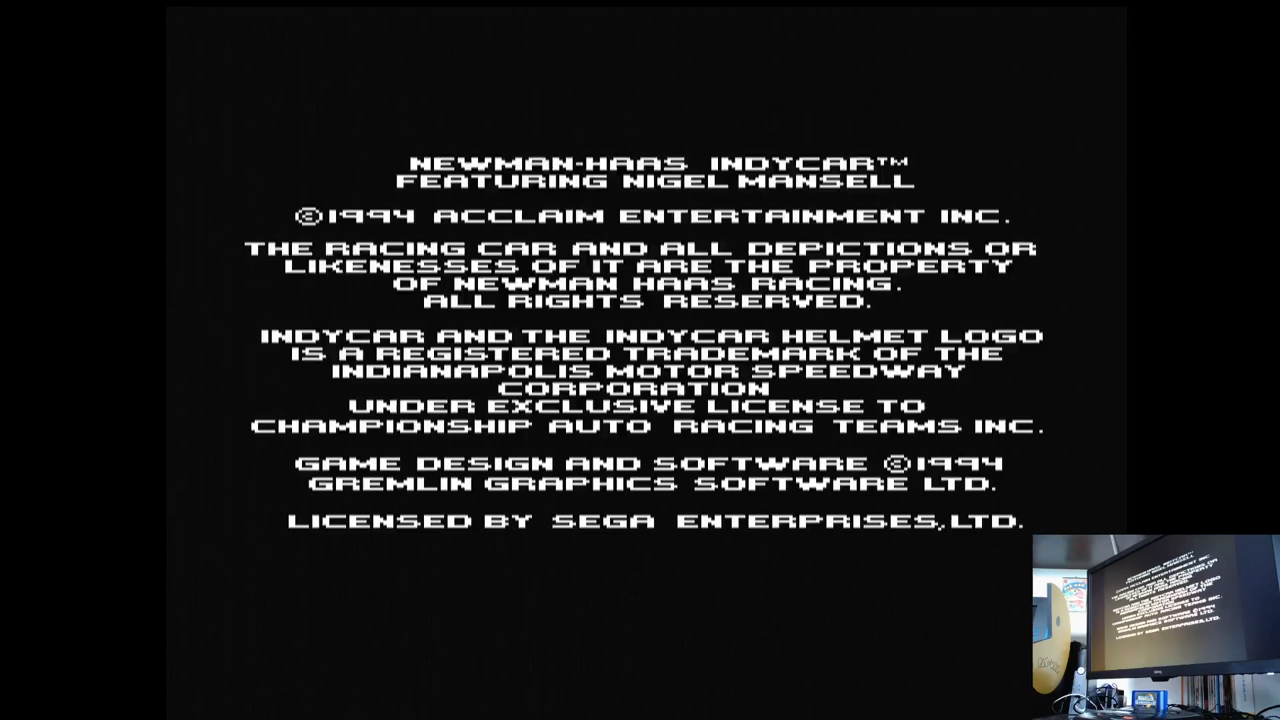 NEWMAN-HAAS INDYCAR™
FEATURING NIGEL MANSELL
©1994 ACCLAIM ENTERTAINMENT INC.
THE RACING CAR AND ALL DEPICTIONS OR
LIKENESSES OF IT ARE THE PROPERTY
OF NEWMAN HAAS RACING.
ALL RIGHTS RESERVED.
INDYCAR AND THE INDYCAR HELMET LOGO
IS A REGISTERED TRADEMARK OF THE
INDIANAPOLIS MOTOR SPEEDWAY
CORPORATION
UNDER EXCLUSIVE LICENSE TO
CHAMPIONSHIP AUTO RACING TEAMS INC.
GAME DESIGN AND SOFTWARE ©1994
GREMLIN GRAPHICS SOFTWARE LTD.
LICENSED BY SEGA ENTERPRISES,LTD.